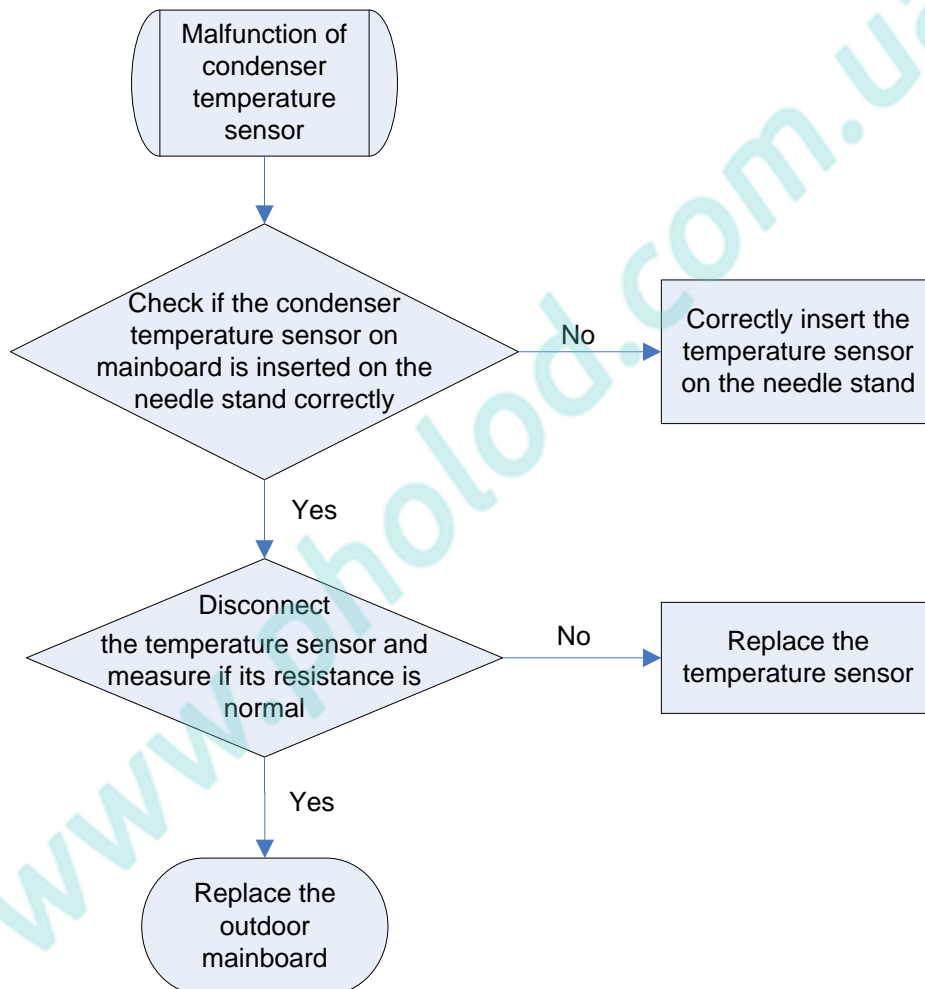 Malfunction of
condenser
temperature
sensor
Check if the condenser
temperature sensor on
mainboard is inserted on the
needle stand correctly
No
Correctly insert the
temperature sensor
on the needle stand
Yes
Disconnect
the temperature sensor and
measure if its resistance is
normal
No
Replace the
temperature sensor
Yes
Replace the
outdoor
mainboard
www.pholod.com.ua